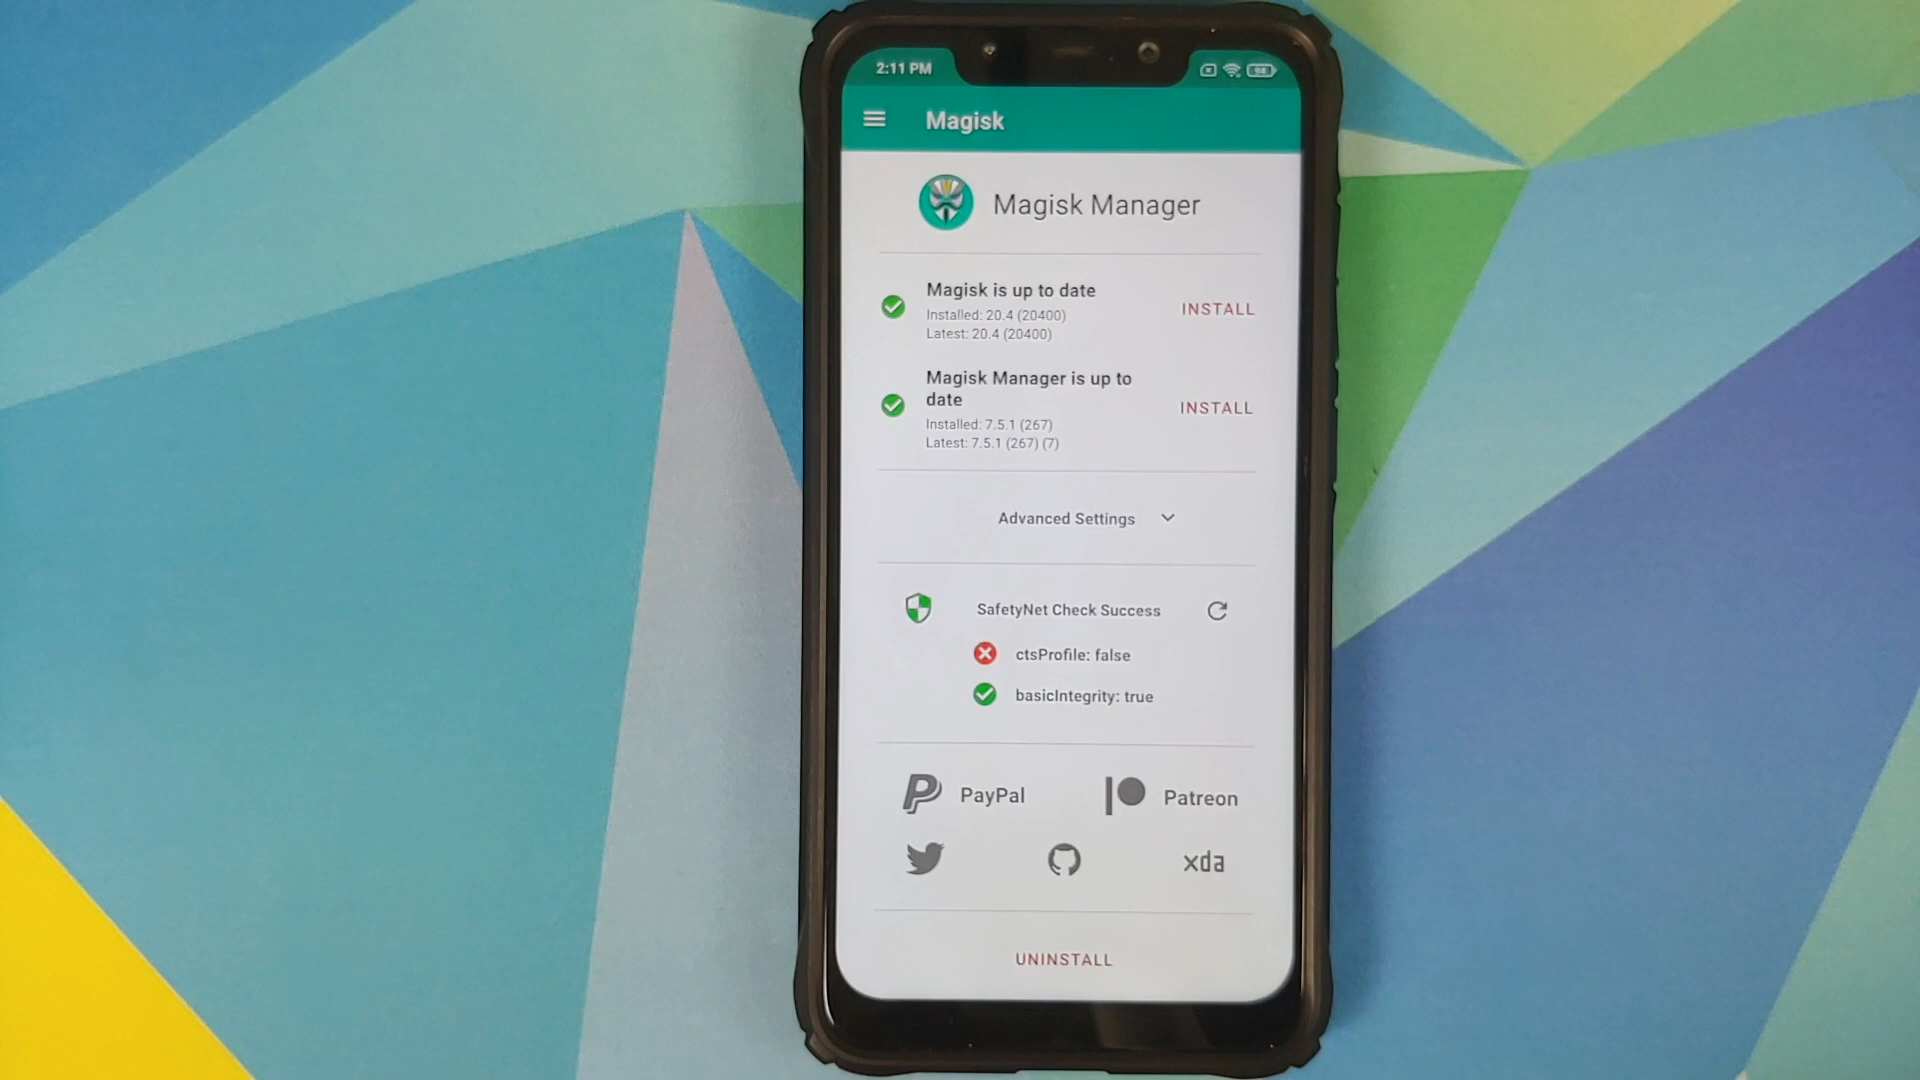 2:11 PM
98
Magisk
Magisk Manager
Magisk is up to date
INSTALL
Installed: 20.4 (20400)
Latest: 20.4 (20400)
Magisk Manager is up to
date
INSTALL
Installed: 7.5.1 (267)
Latest: 7.5.1 (267) (7)
Advanced Settings
SafetyNet Check Success
ctsProfile: false
basicIntegrity: true
PayPal
Patreon
xda
UNINSTALL